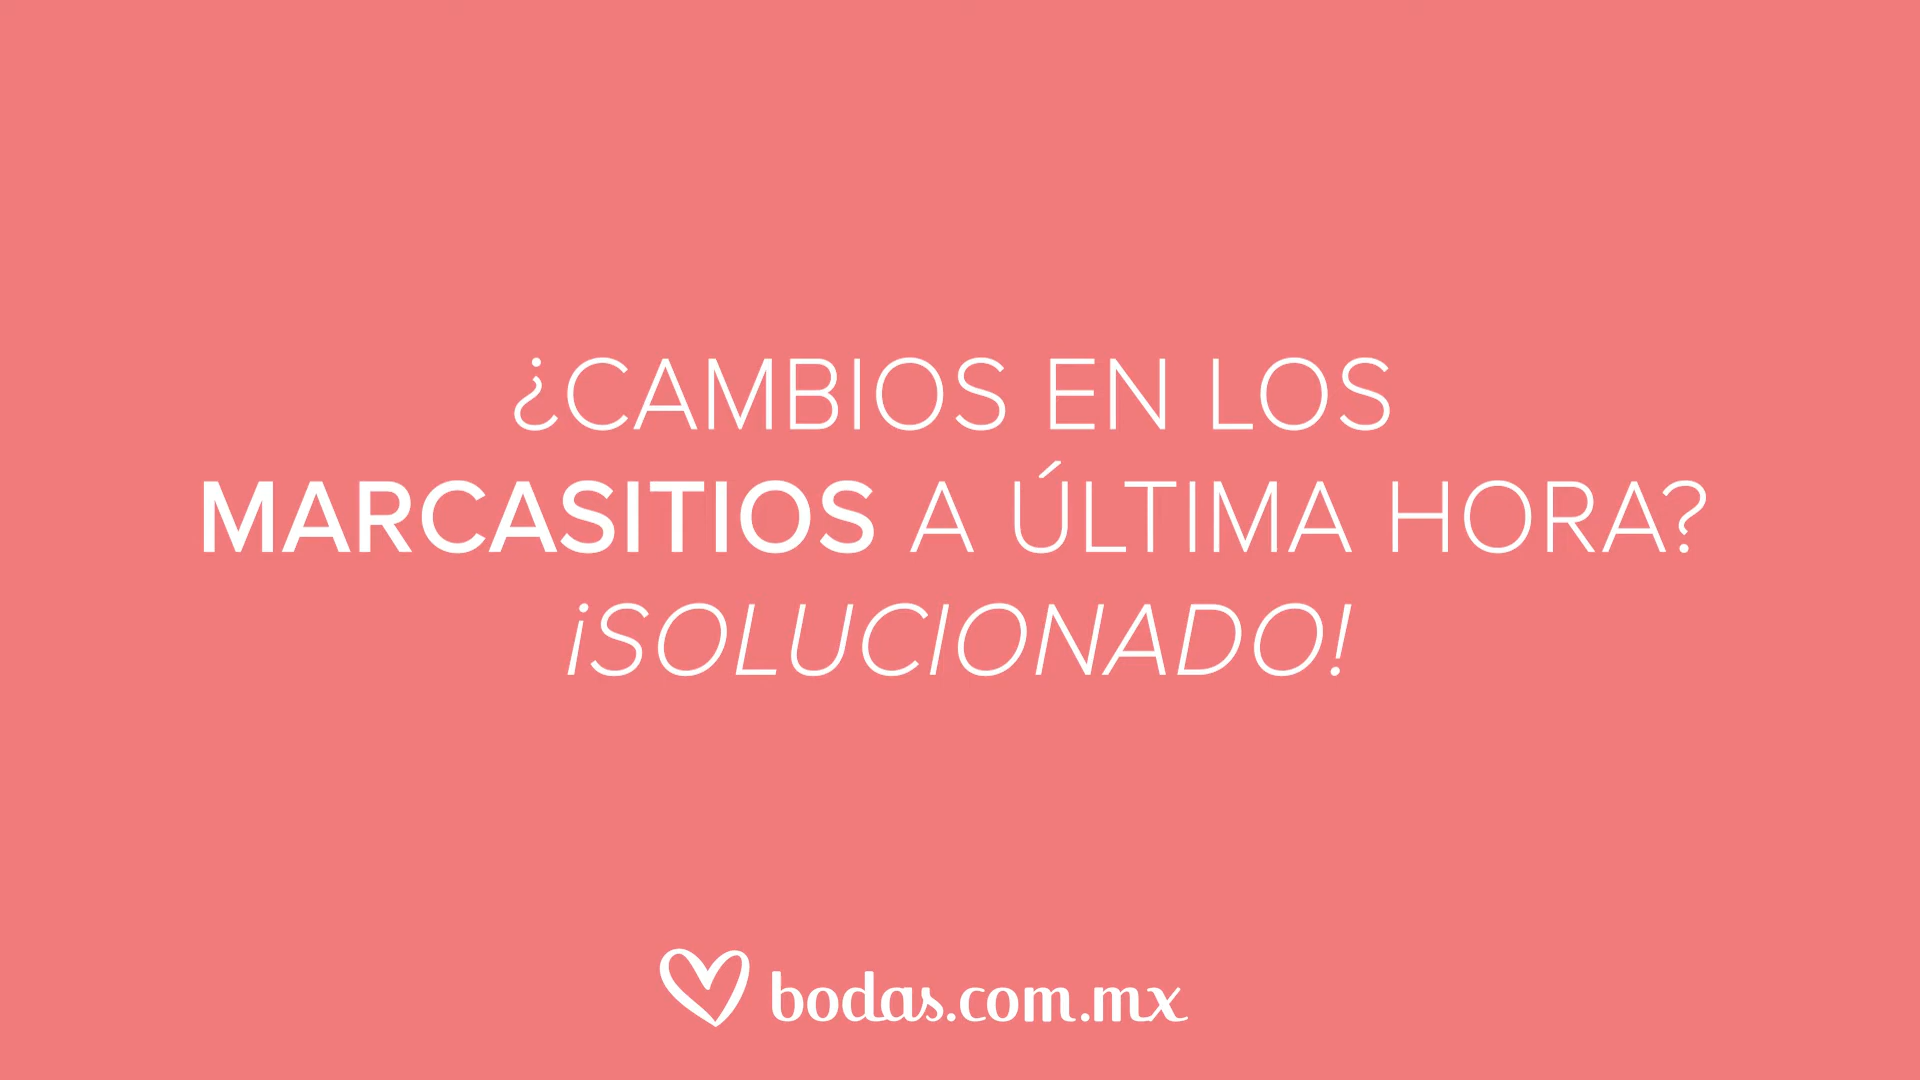 ¿CAMBIOS EN LOS
MARCASITIOS A ÚLTIMA HORA?
¡SOLUCIONADO!
bodas.com.mx